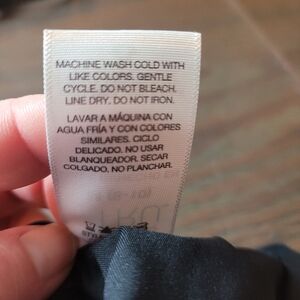 MACHINE WASH COLD WITH
LIKE COLORS. GENTLE
CYCLE. DO NOT BLEACH.
LINE DRY. DO NOT IRON.
LAVAR A MÁQUINA CON
AGUA FRÍA Y CON COLORES
SIMILARES. CICLO
DELICADO. NO USAR
BLANQUEADOR. SECAR
COLGADO. NO PLANCHAR.